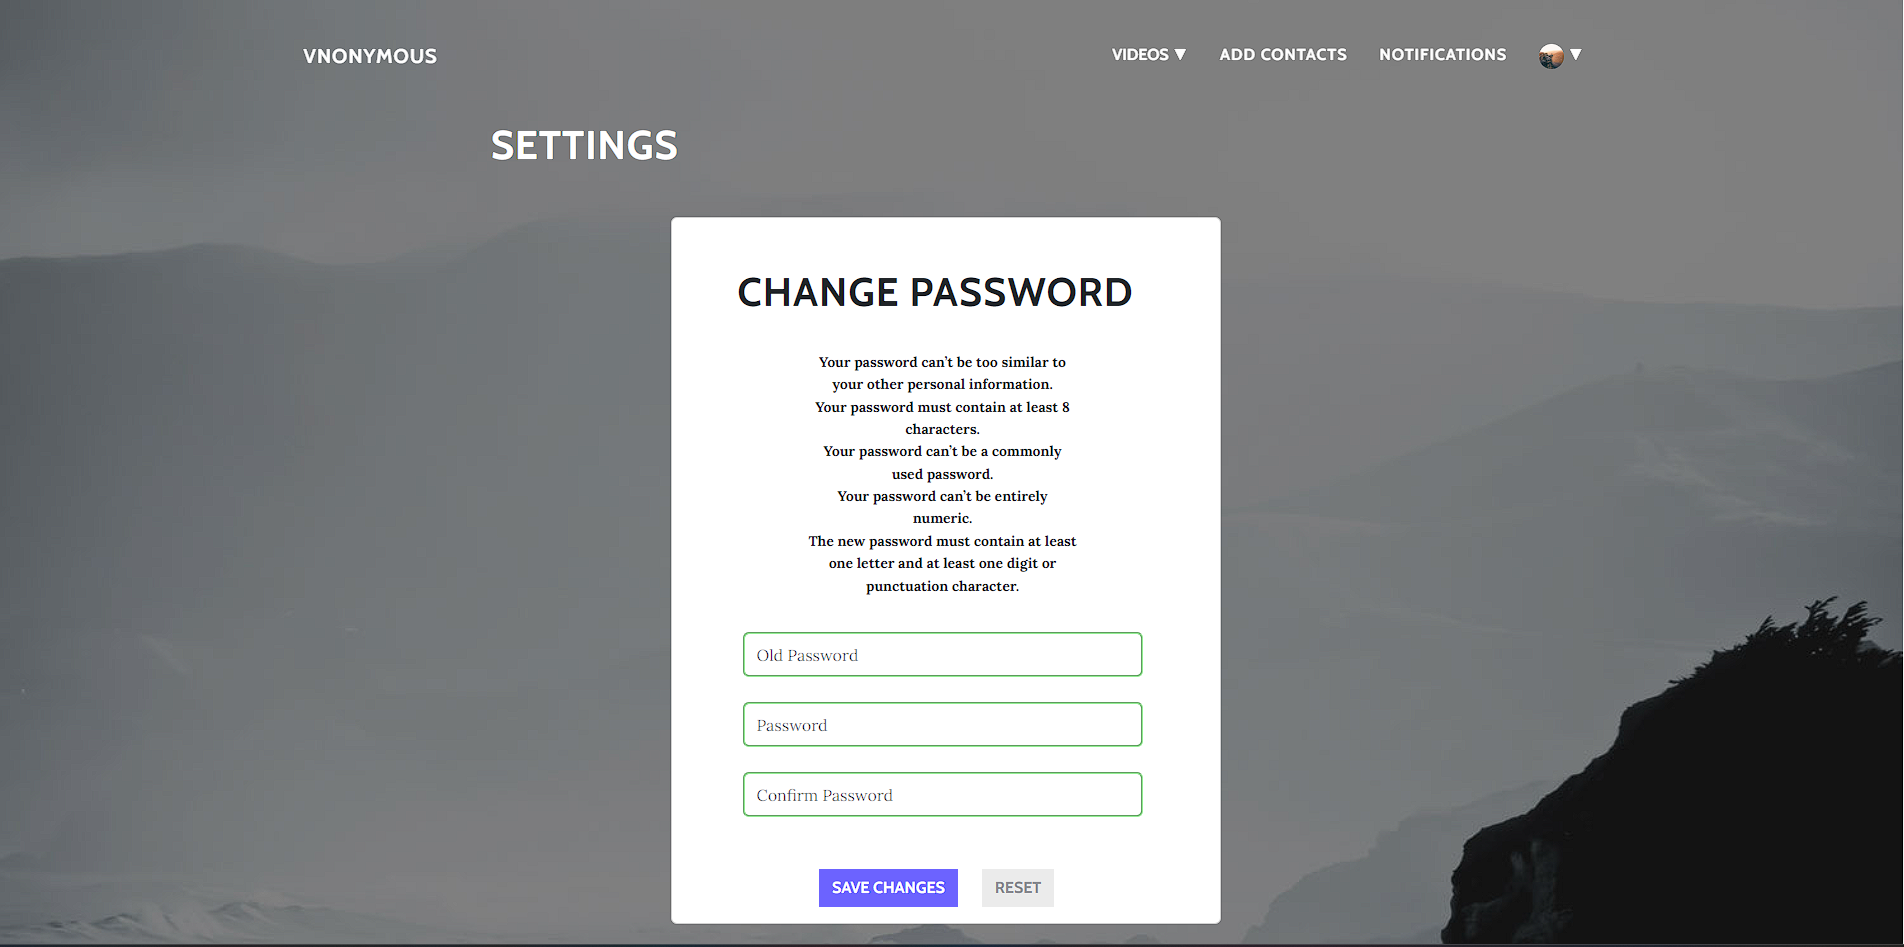 VNONYMOUS
VIDEOS ▼
ADD CONTACTS
NOTIFICATIONS
▼
SETTINGS
CHANGE PASSWORD
Your password can't be too similar to
your other personal information.
Your password must contain at least 8
characters.
Your password can't be a commonly
used password.
Your password can't be entirely
numeric.
The new password must contain at least
one letter and at least one digit or
punctuation character.
Old Password
Password
Confirm Password
SAVE CHANGES
RESET